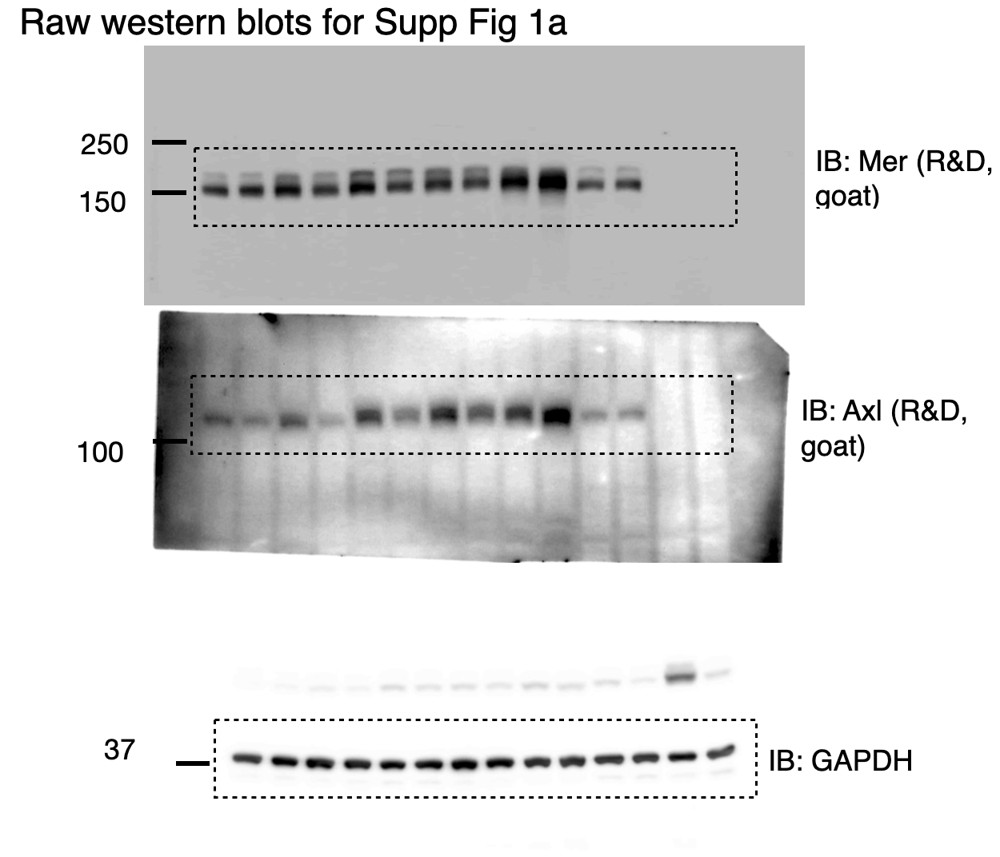 Raw western blots for Supp Fig 1a
250
150
IB: Mer (R&D,
goat)
100
IB: Axl (R&D,
goat)
37
IB: GAPDH